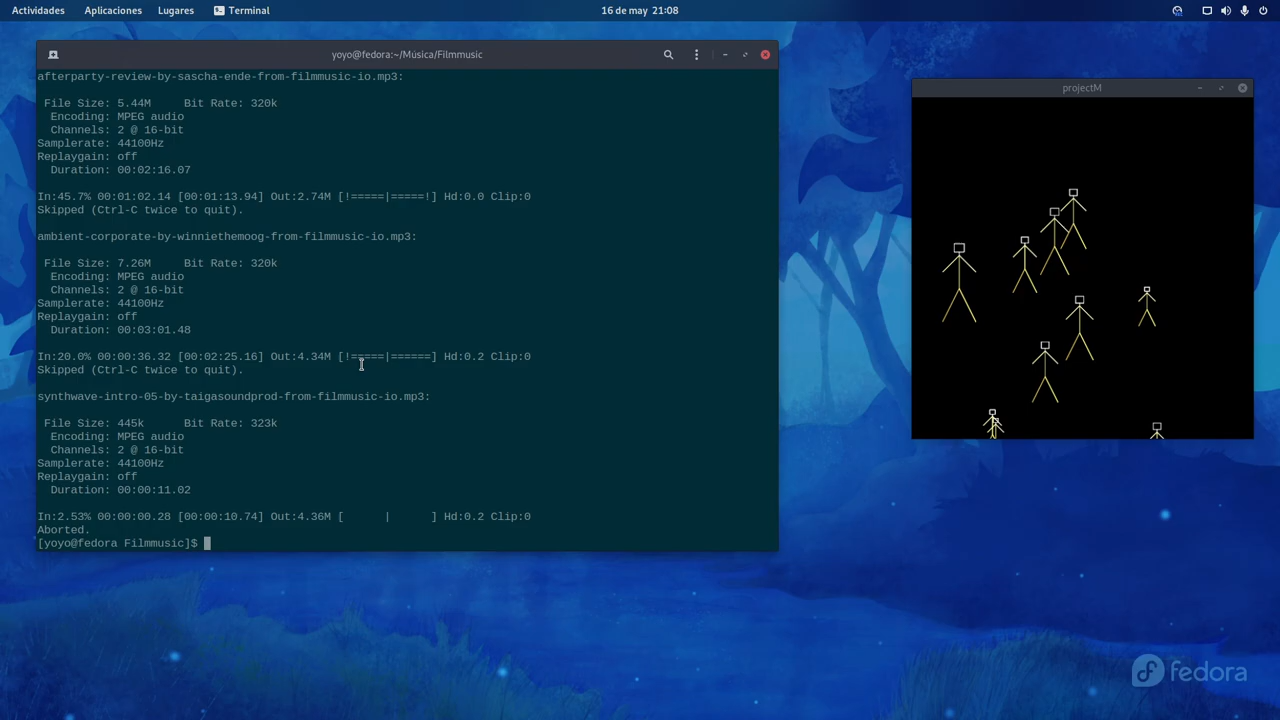 Actividades Aplicaciones Lugares Terminal 16 de may 21:08
yoyo@fedora:~/Música/Filmmusic
afterparty-review-by-sascha-ende-from-filmmusic-io.mp3:
File Size: 5.44M Bit Rate: 320k
Encoding: MPEG audio
Channels: 2 @ 16-bit
Samplerate: 44100Hz
Replaygain: off
Duration: 00:02:16.07
In:45.7% 00:01:02.14 [00:01:13.94] Out:2.74M [!=====|=====!] Hd:0.0 Clip:0
Skipped (Ctrl-C twice to quit).
ambient-corporate-by-winniethemoog-from-filmmusic-io.mp3:
File Size: 7.26M Bit Rate: 320k
Encoding: MPEG audio
Channels: 2 @ 16-bit
Samplerate: 44100Hz
Replaygain: off
Duration: 00:03:01.48
In:20.0% 00:00:36.32 [00:02:25.16] Out:4.34M [!=====|======] Hd:0.2 Clip:0
Skipped (Ctrl-C twice to quit).
synthwave-intro-05-by-taigasoundprod-from-filmmusic-io.mp3:
File Size: 445k Bit Rate: 323k
Encoding: MPEG audio
Channels: 2 @ 16-bit
Samplerate: 44100Hz
Replaygain: off
Duration: 00:00:11.02
In:2.53% 00:00:00.28 [00:00:10.74] Out:4.36M [      |      ] Hd:0.2 Clip:0
Aborted.
[yoyo@fedora Filmmusic]$
projectM
fedora